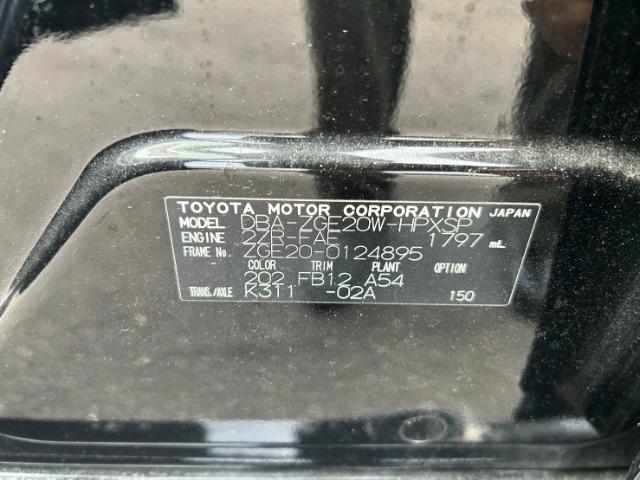 TOYOTA MOTOR CORPORATION JAPAN
MODEL DBA-ZGE20W-HPXSP
ENGINE 2ZR-FAE 1797 mL
FRAME No. ZGE20-0124895
COLOR TRIM PLANT OPTION
202 FB12 A54
TRANS./AXLE K311 -02A 150